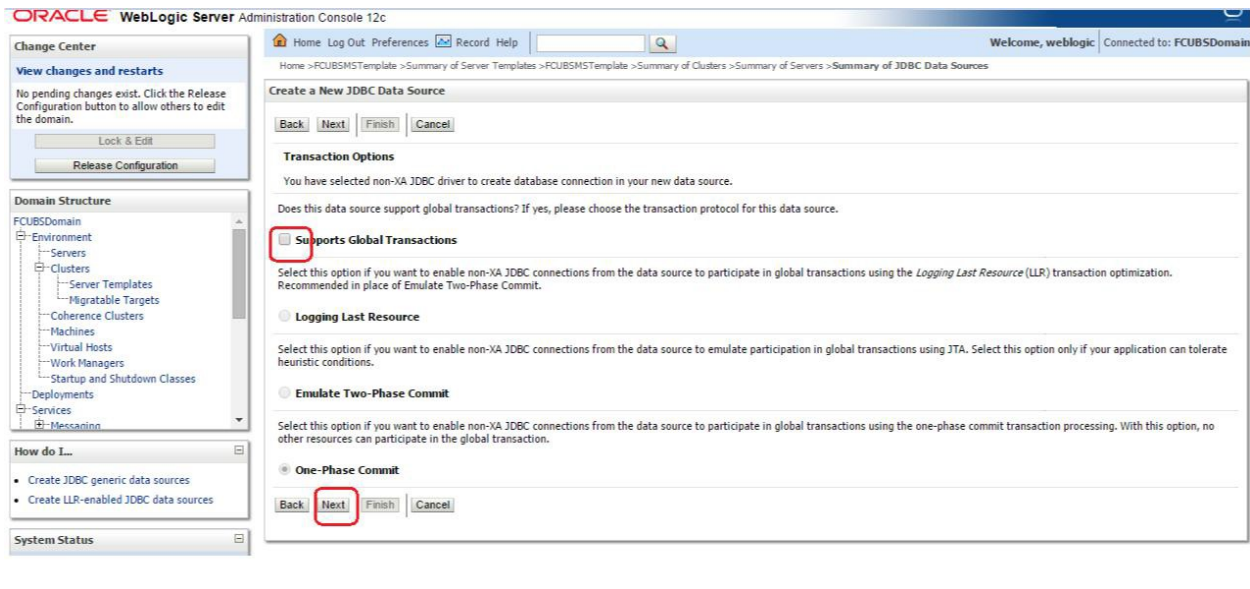 ORACLE WebLogic Server Administration Console 12c
Change Center
View changes and restarts
No pending changes exist. Click the Release
Configuration button to allow others to edit
the domain.
Lock & Edit
Release Configuration
Domain Structure
FCUBSDomain
Environment
Servers
Clusters
Server Templates
Migratable Targets
Coherence Clusters
Machines
Virtual Hosts
Work Managers
Startup and Shutdown Classes
Deployments
Services
Messaging
How do I...
Create JDBC generic data sources
Create LLR-enabled JDBC data sources
System Status
Home Log Out Preferences Record Help
Welcome, weblogic Connected to: FCUBSDomain
Home >FCUBSMSTemplate >Summary of Server Templates >FCUBSMSTemplate >Summary of Clusters >Summary of Servers >Summary of JDBC Data Sources
Create a New JDBC Data Source
Back Next Finish Cancel
Transaction Options
You have selected non-XA JDBC driver to create database connection in your new data source.
Does this data source support global transactions? If yes, please choose the transaction protocol for this data source.
Supports Global Transactions
Select this option if you want to enable non-XA JDBC connections from the data source to participate in global transactions using the Logging Last Resource (LLR) transaction optimization.
Recommended in place of Emulate Two-Phase Commit.
Logging Last Resource
Select this option if you want to enable non-XA JDBC connections from the data source to emulate participation in global transactions using JTA. Select this option only if your application can tolerate
heuristic conditions.
Emulate Two-Phase Commit
Select this option if you want to enable non-XA JDBC connections from the data source to participate in global transactions using the one-phase commit transaction processing. With this option, no
other resources can participate in the global transaction.
One-Phase Commit
Back Next Finish Cancel